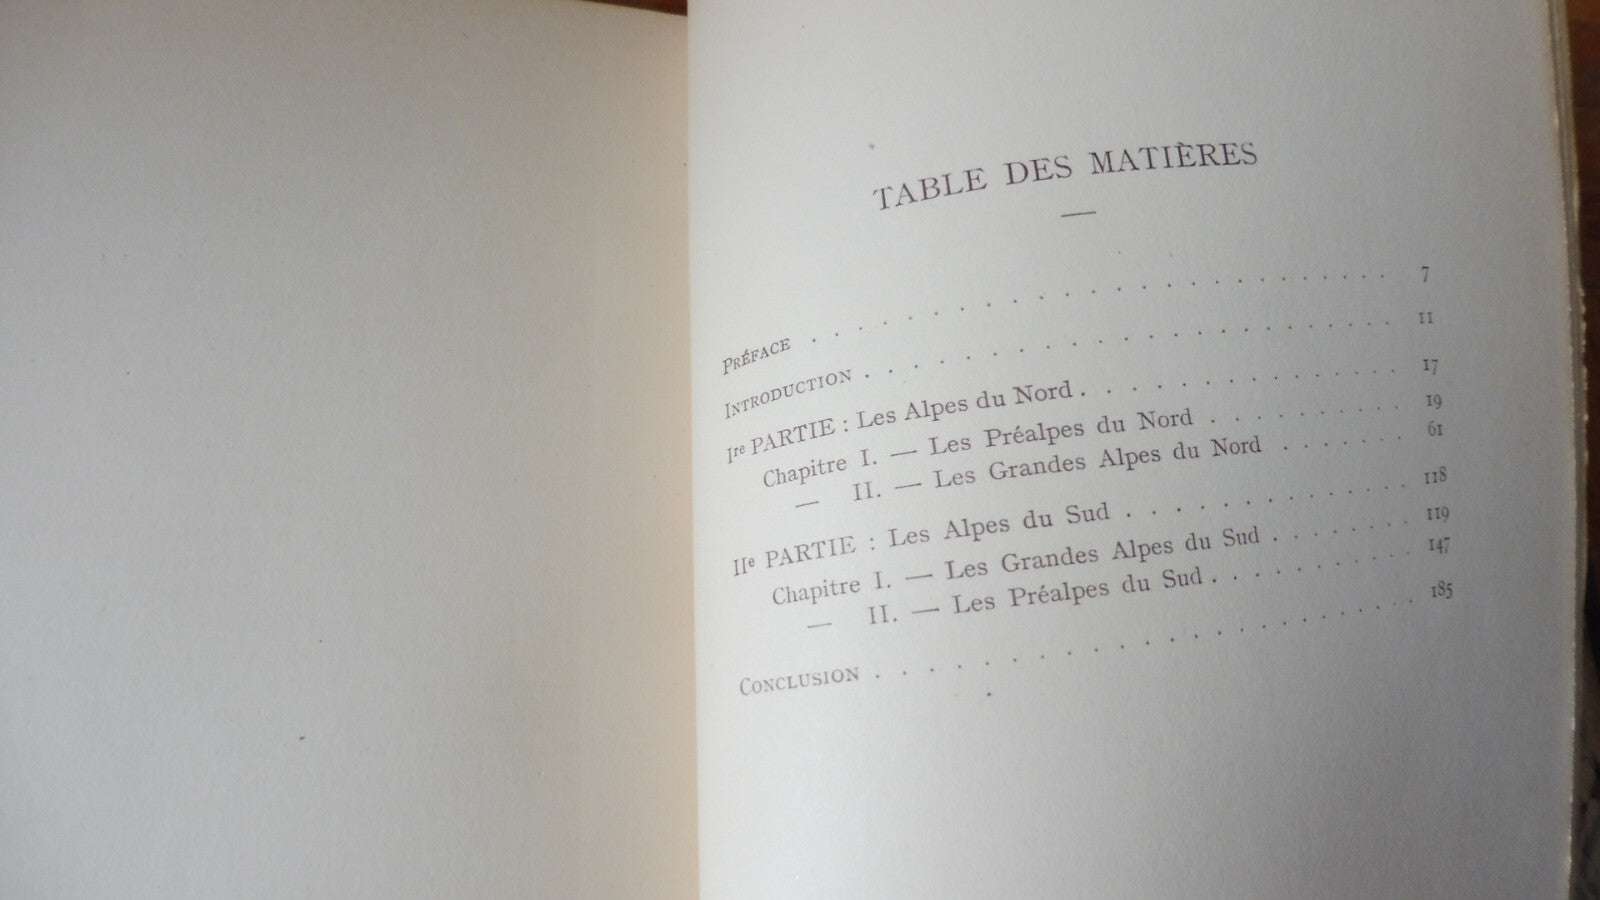 TABLE DES MATIÈRES
—
PRÉFACE . . . . . . . . . . . . . . . . . . . . . . . . 7
INTRODUCTION . . . . . . . . . . . . . . . . . . . . . 11
Iʳᵉ PARTIE : Les Alpes du Nord . . . . . . . . . . . . . 17
Chapitre I. — Les Préalpes du Nord . . . . . . . . 19
— II. — Les Grandes Alpes du Nord . . . . . . 61
IIᵉ PARTIE : Les Alpes du Sud . . . . . . . . . . . . 118
Chapitre I. — Les Grandes Alpes du Sud . . . . . . 119
— II. — Les Préalpes du Sud . . . . . . . . . 147
CONCLUSION . . . . . . . . . . . . . . . . . . . . . 185